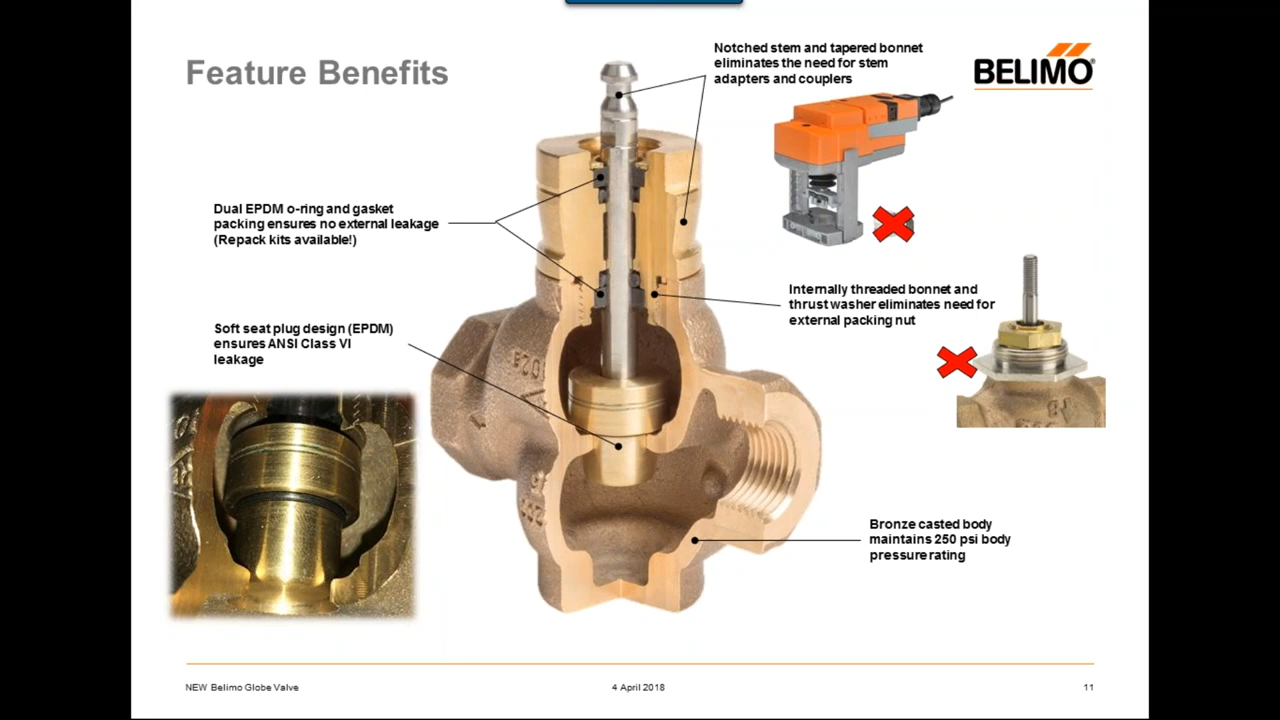 Feature Benefits
Notched stem and tapered bonnet
eliminates the need for stem
adapters and couplers
BELIMO®
Dual EPDM o-ring and gasket
packing ensures no external leakage
(Repack kits available!)
Internally threaded bonnet and
thrust washer eliminates need for
external packing nut
Soft seat plug design (EPDM)
ensures ANSI Class VI
leakage
Bronze casted body
maintains 250 psi body
pressure rating
NEW Belimo Globe Valve
4 April 2018
11